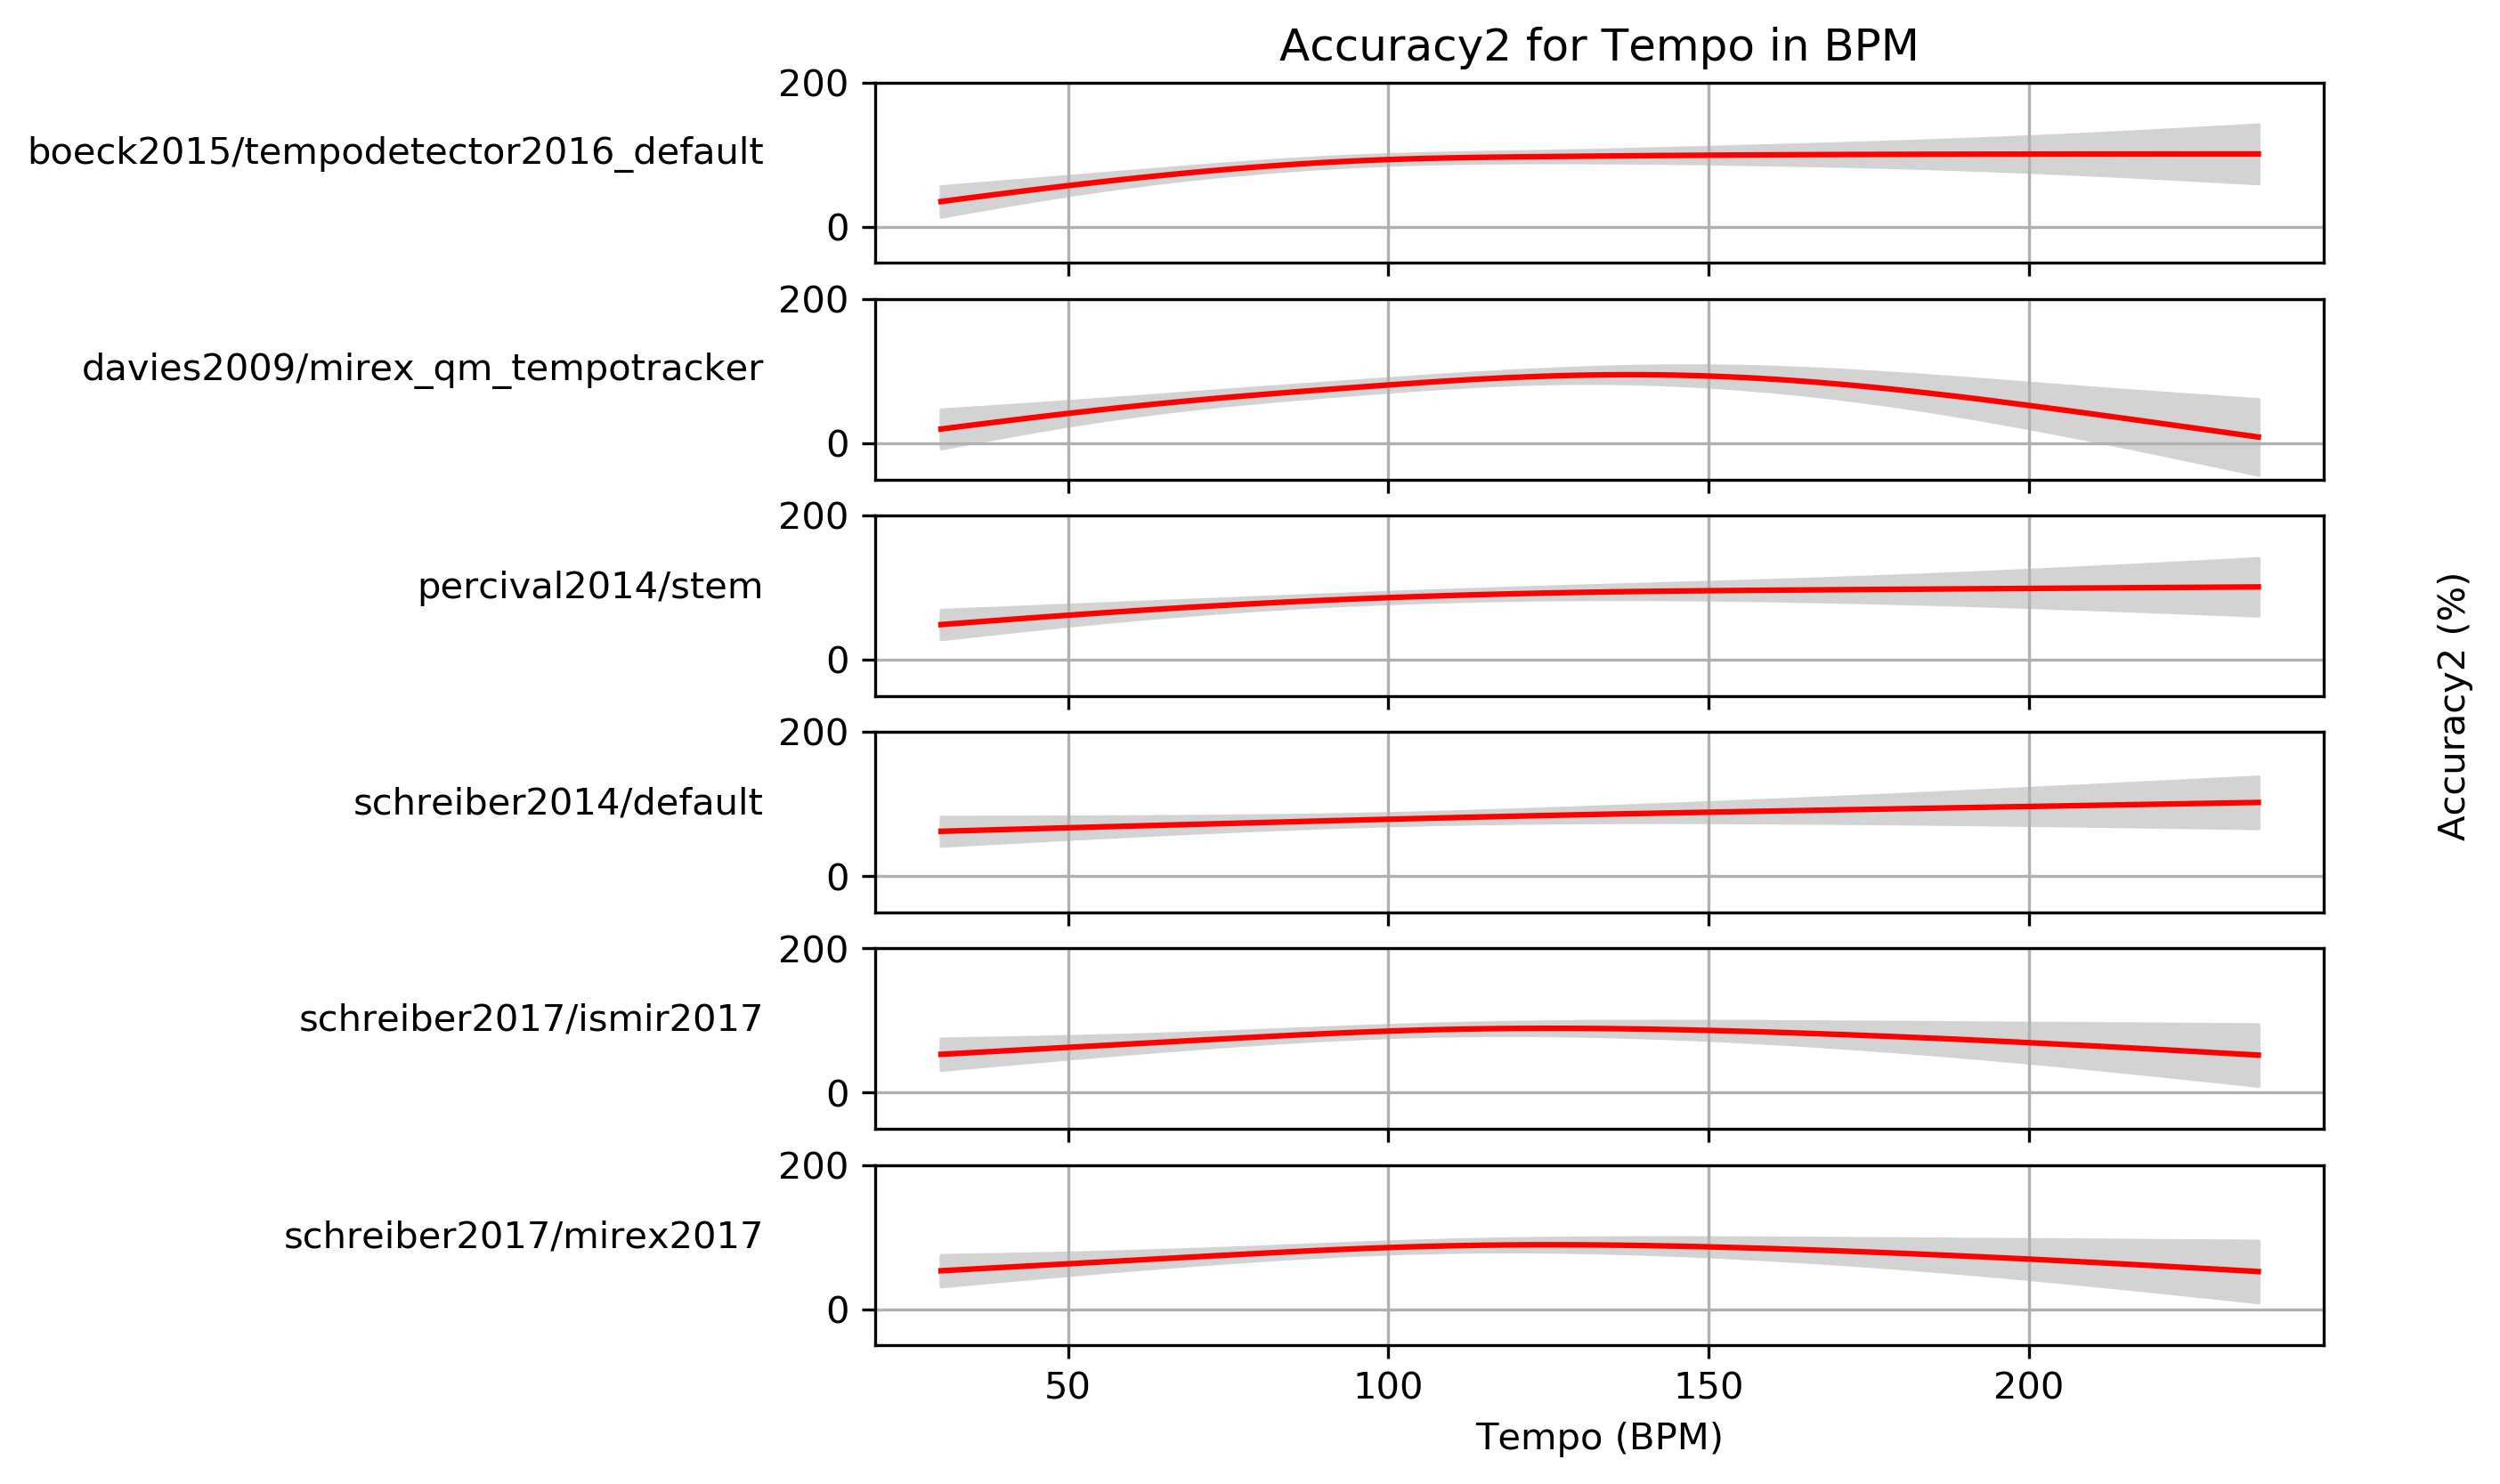 Accuracy2 for Tempo in BPM
200
boeck2015/tempodetector2016_default
0
200
davies2009/mirex_qm_tempotracker
0
200
percival2014/stem
0
200
schreiber2014/default
0
200
schreiber2017/ismir2017
0
200
schreiber2017/mirex2017
0
50 100 150 200
Tempo (BPM)
Accuracy2 (%)